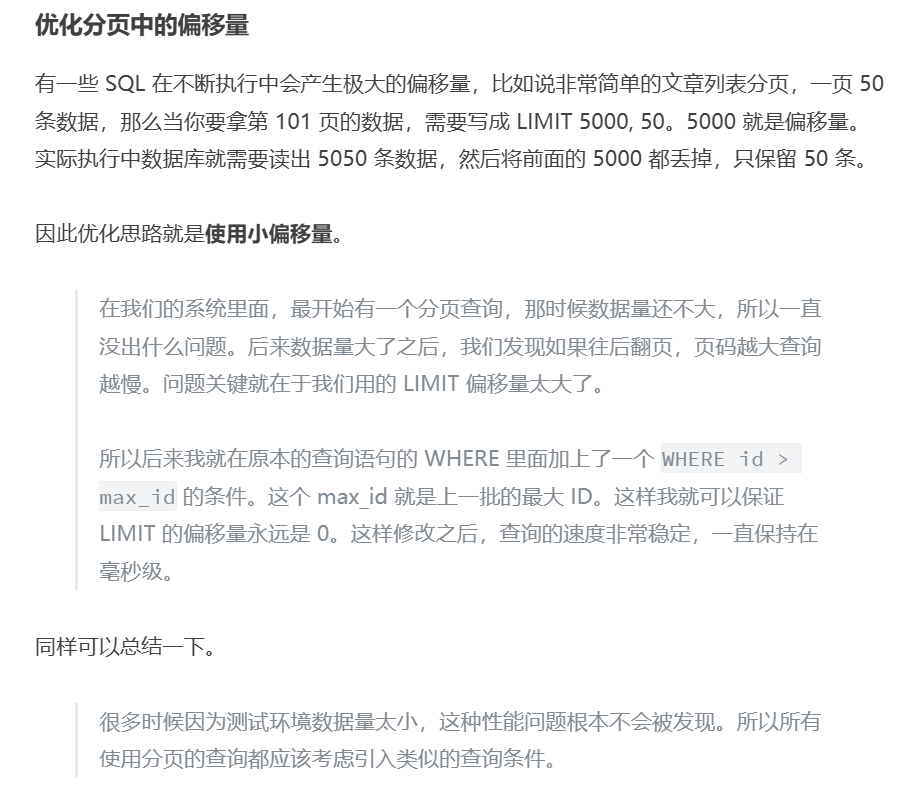 优化分页中的偏移量
有一些 SQL 在不断执行中会产生极大的偏移量，比如说非常简单的文章列表分页，一页 50
条数据，那么当你要拿第 101 页的数据，需要写成 LIMIT 5000, 50。5000 就是偏移量。
实际执行中数据库就需要读出 5050 条数据，然后将前面的 5000 都丢掉，只保留 50 条。
因此优化思路就是使用小偏移量。
在我们的系统里面，最开始有一个分页查询，那时候数据量还不大，所以一直
没出什么问题。后来数据量大了之后，我们发现如果往后翻页，页码越大查询
越慢。问题关键就在于我们用的 LIMIT 偏移量太大了。
所以后来我就在原本的查询语句的 WHERE 里面加上了一个 WHERE id >
max_id 的条件。这个 max_id 就是上一批的最大 ID。这样我就可以保证
LIMIT 的偏移量永远是 0。这样修改之后，查询的速度非常稳定，一直保持在
毫秒级。
同样可以总结一下。
很多时候因为测试环境数据量太小，这种性能问题根本不会被发现。所以所有
使用分页的查询都应该考虑引入类似的查询条件。